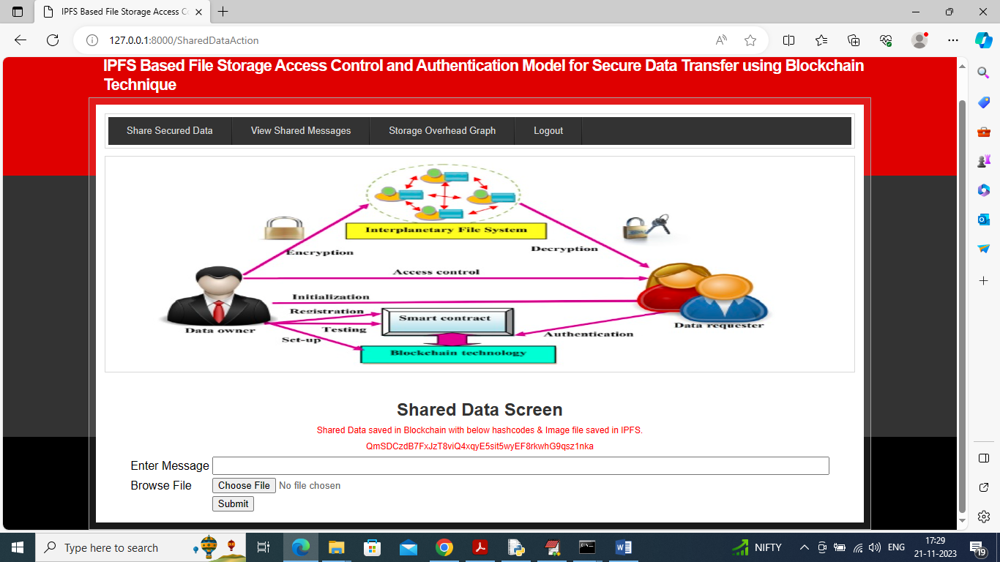 IPFS Based File Storage Access Co
127.0.0.1:8000/SharedDataAction
IPFS Based File Storage Access Control and Authentication Model for Secure Data Transfer using Blockchain
Technique
Share Secured Data
View Shared Messages
Storage Overhead Graph
Logout
Interplanetary File System
Encryption
Decryption
Access control
Initialization
Registration
Smart contract
Testing
Data owner
Set-up
Data requester
Authentication
Blockchain technology
Shared Data Screen
Shared Data saved in Blockchain with below hashcodes & Image file saved in IPFS.
QmSDCzdB7FxJzT8viQ4xqyE5sit5wyEF8rkwhG9qsz1nka
Enter Message
Browse File Choose File No file chosen
Submit
Type here to search
NIFTY
ENG
17:29
21-11-2023
19